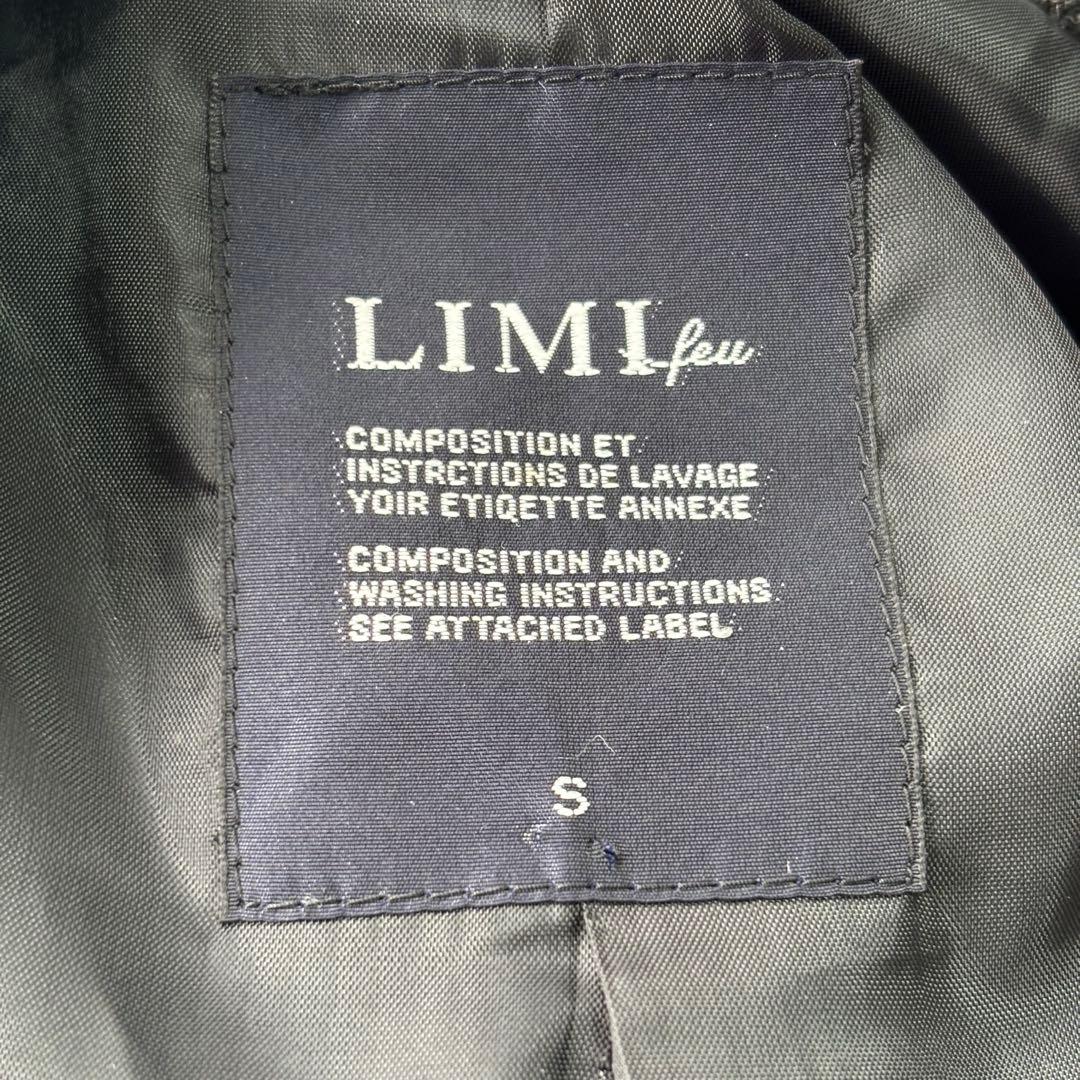 LIMI feu
COMPOSITION ET
INSTRCTIONS DE LAVAGE
YOIR ETIQETTE ANNEXE
COMPOSITION AND
WASHING INSTRUCTIONS
SEE ATTACHED LABEL
S